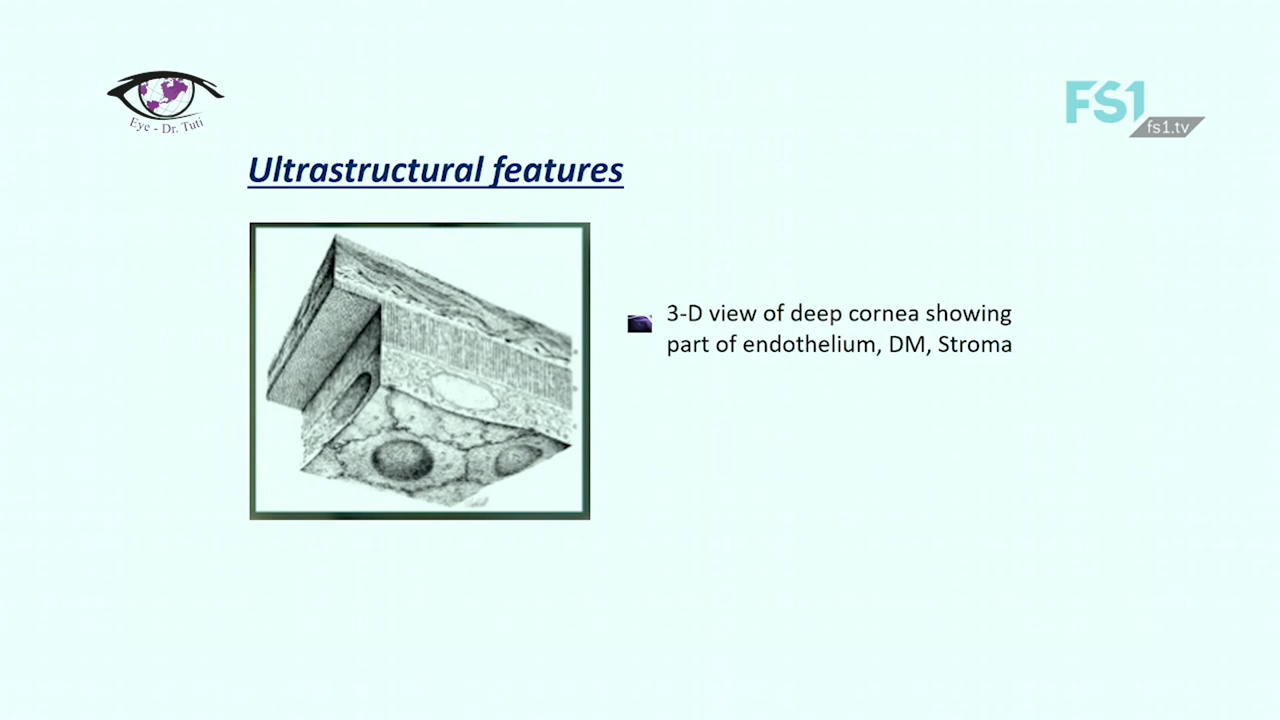 Eye - Dr. Tuti
FS1
fs1.tv
Ultrastructural features
3-D view of deep cornea showing
part of endothelium, DM, Stroma